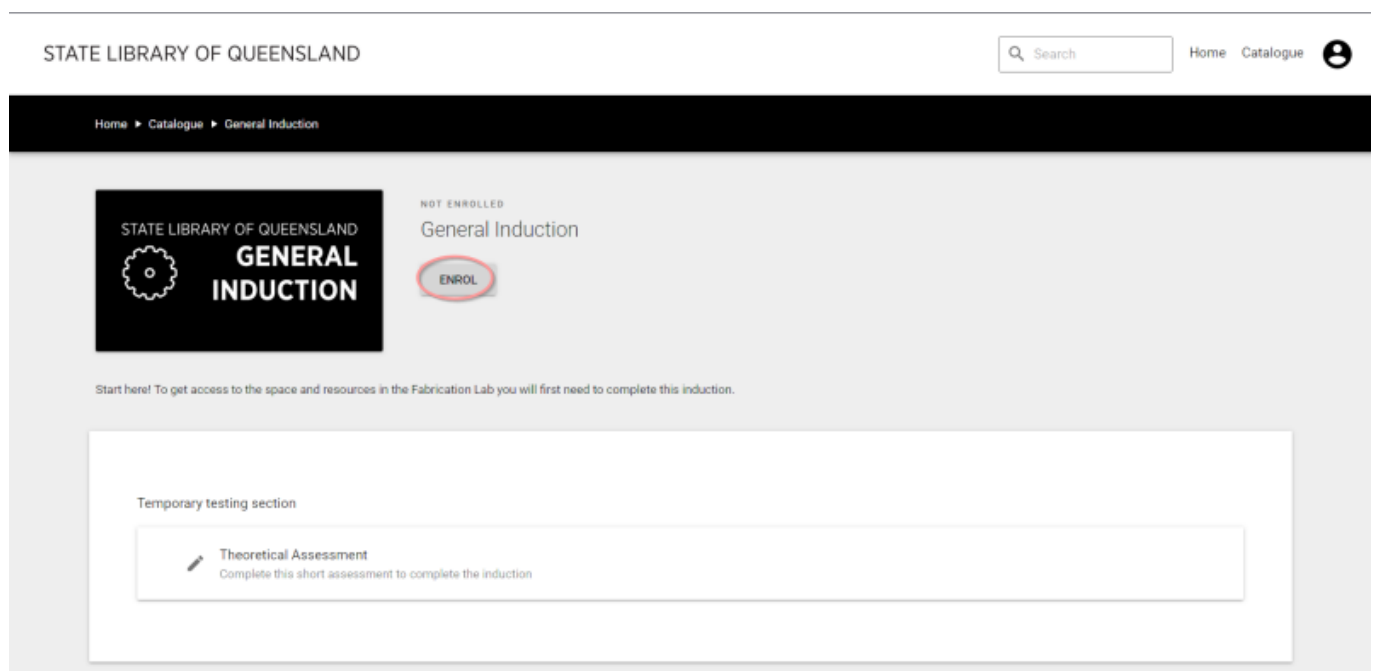 STATE LIBRARY OF QUEENSLAND
Search
Home Catalogue
Home ▸ Catalogue ▸ General Induction
STATE LIBRARY OF QUEENSLAND
GENERAL
INDUCTION
NOT ENROLLED
General Induction
ENROL
Start here! To get access to the space and resources in the Fabrication Lab you will first need to complete this induction.
Temporary testing section
Theoretical Assessment
Complete this short assessment to complete the induction